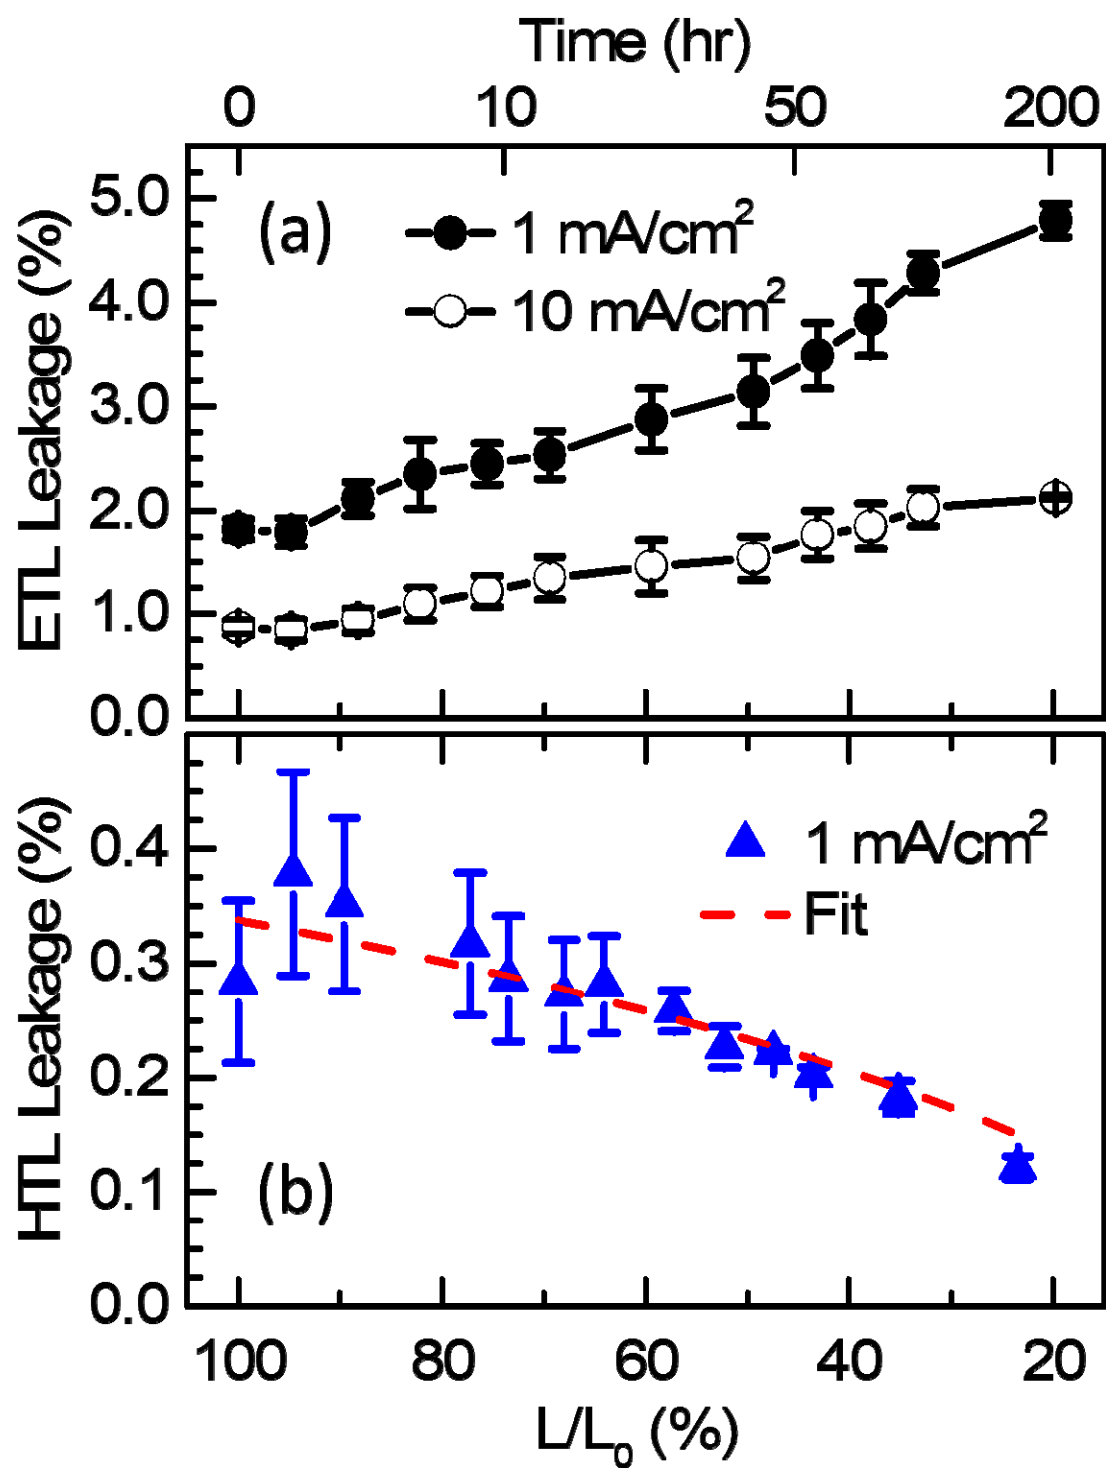 Time (hr)
0 10 50 200
ETL Leakage (%)
5.0
4.0
3.0
2.0
1.0
0.0
(a)
1 mA/cm²
10 mA/cm²
HTL Leakage (%)
0.4
0.3
0.2
0.1
0.0
1 mA/cm²
Fit
(b)
100 80 60 40 20
L/L₀ (%)